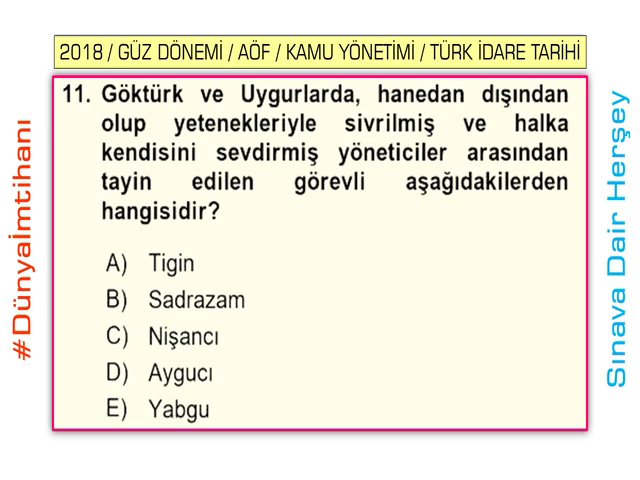 2018 / GÜZ DÖNEMİ / AÖF / KAMU YÖNETİMİ / TÜRK İDARE TARİHİ
#Dünyaİmtihanı
11. Göktürk ve Uygurlarda, hanedan dışından
olup yetenekleriyle sivrilmiş ve halka
kendisini sevdirmiş yöneticiler arasından
tayin edilen görevli aşağıdakilerden
hangisidir?
A) Tigin
B) Sadrazam
C) Nişancı
D) Aygucı
E) Yabgu
Sınava Dair Herşey